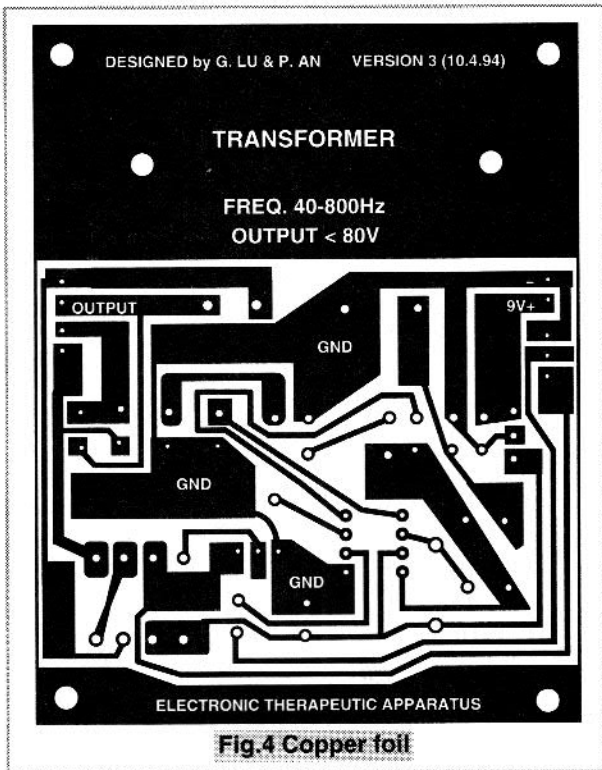 DESIGNED by G. LU & P. AN VERSION 3 (10.4.94)
TRANSFORMER
FREQ. 40-800Hz
OUTPUT < 80V
–
OUTPUT
9V+
GND
GND
GND
ELECTRONIC THERAPEUTIC APPARATUS
Fig.4 Copper foil